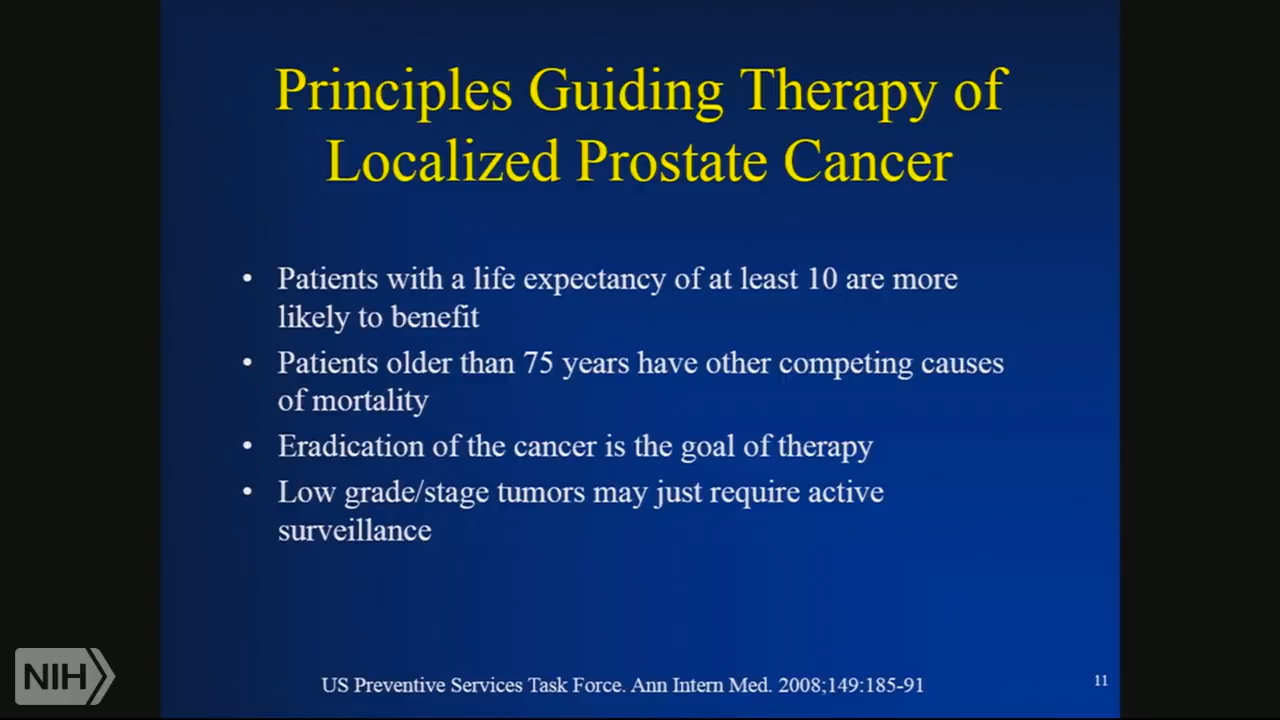 Principles Guiding Therapy of
Localized Prostate Cancer
• Patients with a life expectancy of at least 10 are more
likely to benefit
• Patients older than 75 years have other competing causes
of mortality
• Eradication of the cancer is the goal of therapy
• Low grade/stage tumors may just require active
surveillance
NIH
US Preventive Services Task Force. Ann Intern Med. 2008;149:185-91
11